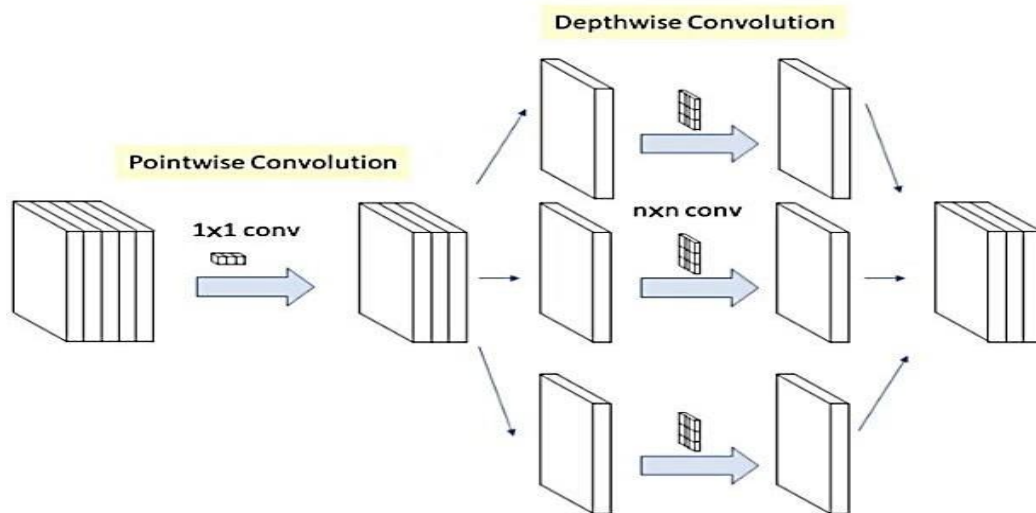 Depthwise Convolution
Pointwise Convolution
1x1 conv
nxn conv